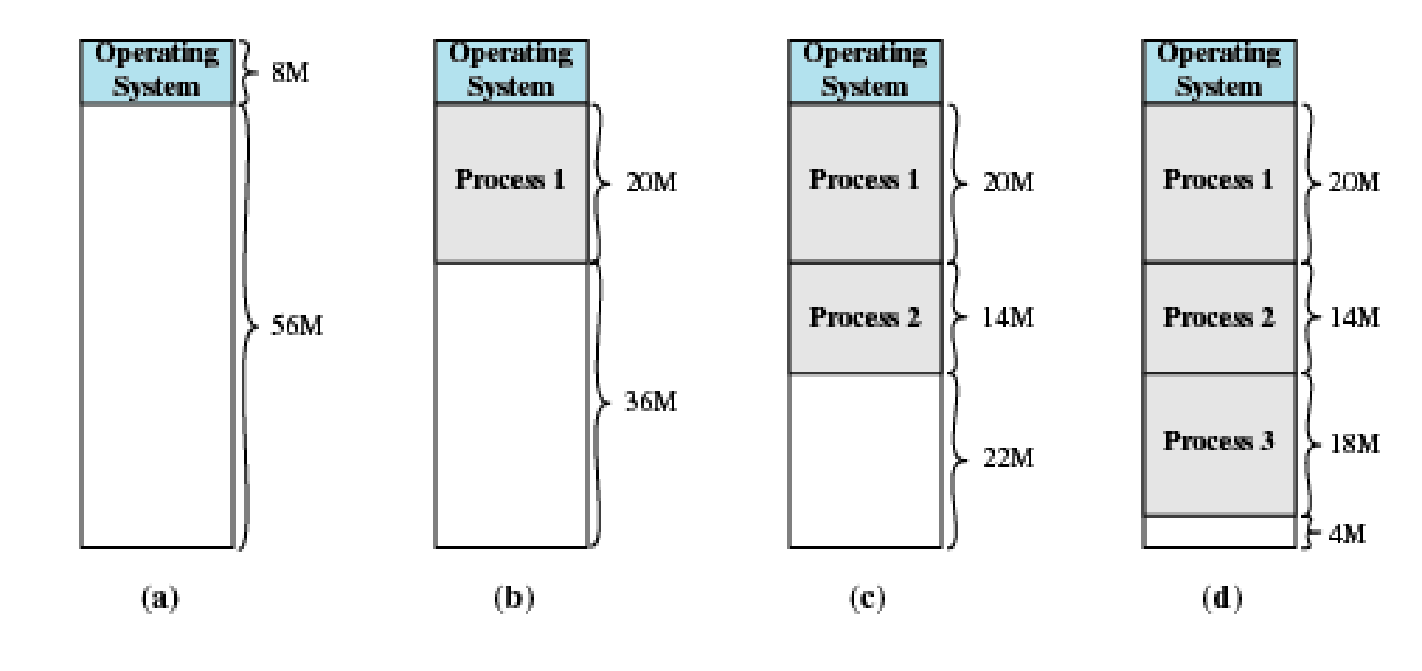 Operating
System
8M
56M
(a)
Operating
System
Process 1
20M
36M
(b)
Operating
System
Process 1
20M
Process 2
14M
22M
(c)
Operating
System
Process 1
20M
Process 2
14M
Process 3
18M
4M
(d)